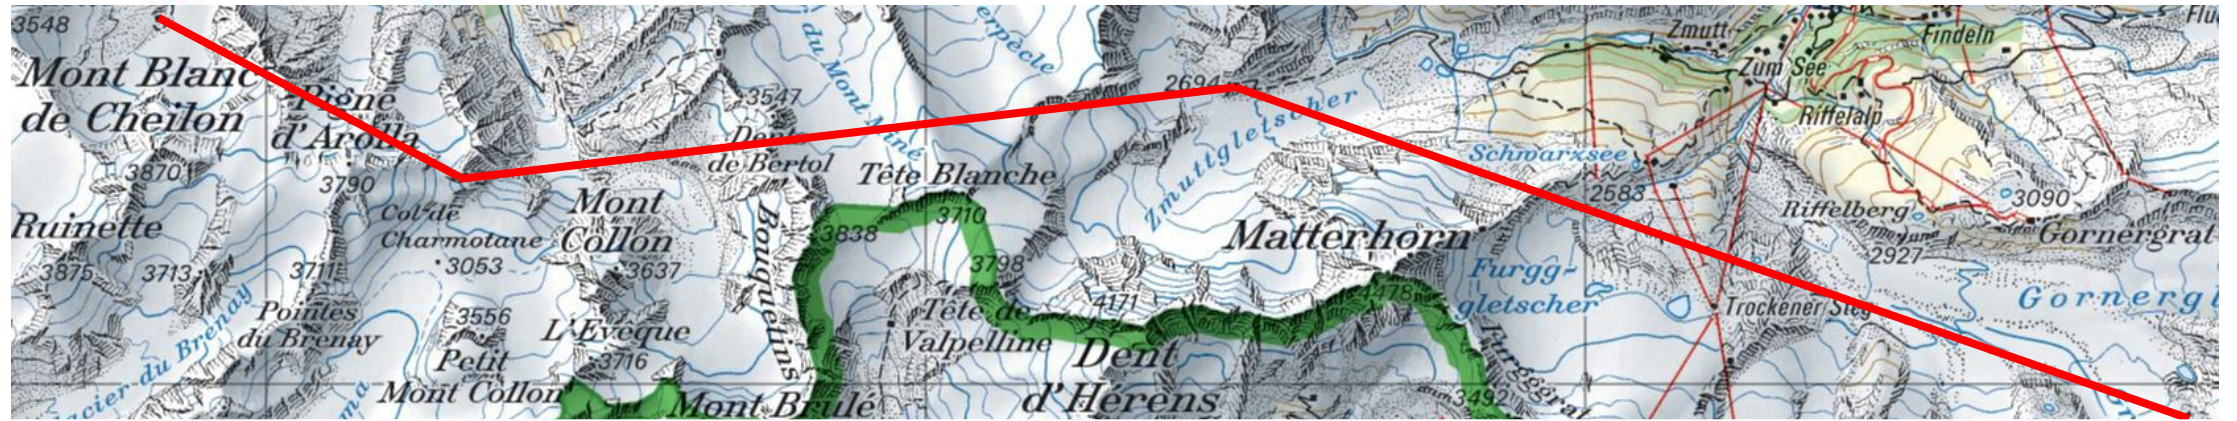 3548
Mont Blanc
de Cheilon
Pigne
d'Arolla
3870
3790
Ruinette
3875
3713
3711
Glacier du Brenay
Pointes
du Brenay
Col de
Charmotane
3053
3556
Petit
Mont Collon
Mont
Collon
3637
L'Evêque
3716
3547
Dents
de Bertol
du Mont Miné
Bouquetins
3838
Mont Brulé
Tête Blanche
3710
3798
Tête de
Valpelline
4171
Dent
d'Hérens
2694
Zmuttgletscher
Matterhorn
4478
Schwarzsee
2583
Furgg-
gletscher
Furgggrat
3492
Zmutt
Zum See
Findeln
Riffelalp
Riffelberg
2927
3090
Gornergrat
Trockener Steg
Gornergl